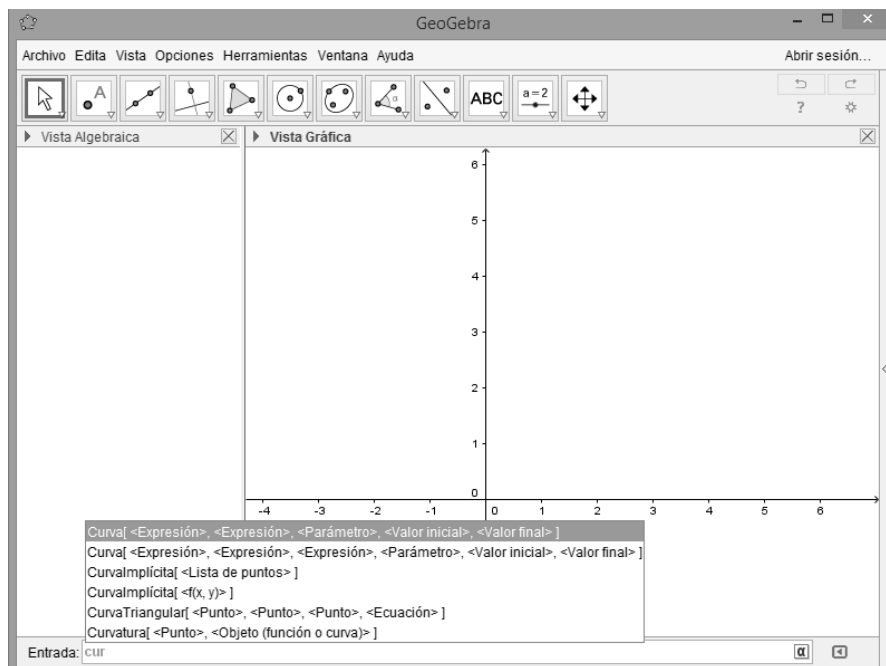 GeoGebra
Archivo Edita Vista Opciones Herramientas Ventana Ayuda Abrir sesión...
A α ABC a=2 ?
Vista Algebraica Vista Gráfica
6
5
4
3
2
1
0
-4 -3 -2 -1 0 1 2 3 4 5 6
Curva[ <Expresión>, <Expresión>, <Parámetro>, <Valor inicial>, <Valor final> ]
Curva[ <Expresión>, <Expresión>, <Expresión>, <Parámetro>, <Valor inicial>, <Valor final> ]
CurvaImplícita[ <Lista de puntos> ]
CurvaImplícita[ <f(x, y)> ]
CurvaTriangular[ <Punto>, <Punto>, <Punto>, <Ecuación> ]
Curvatura[ <Punto>, <Objeto (función o curva)> ]
Entrada: cur α